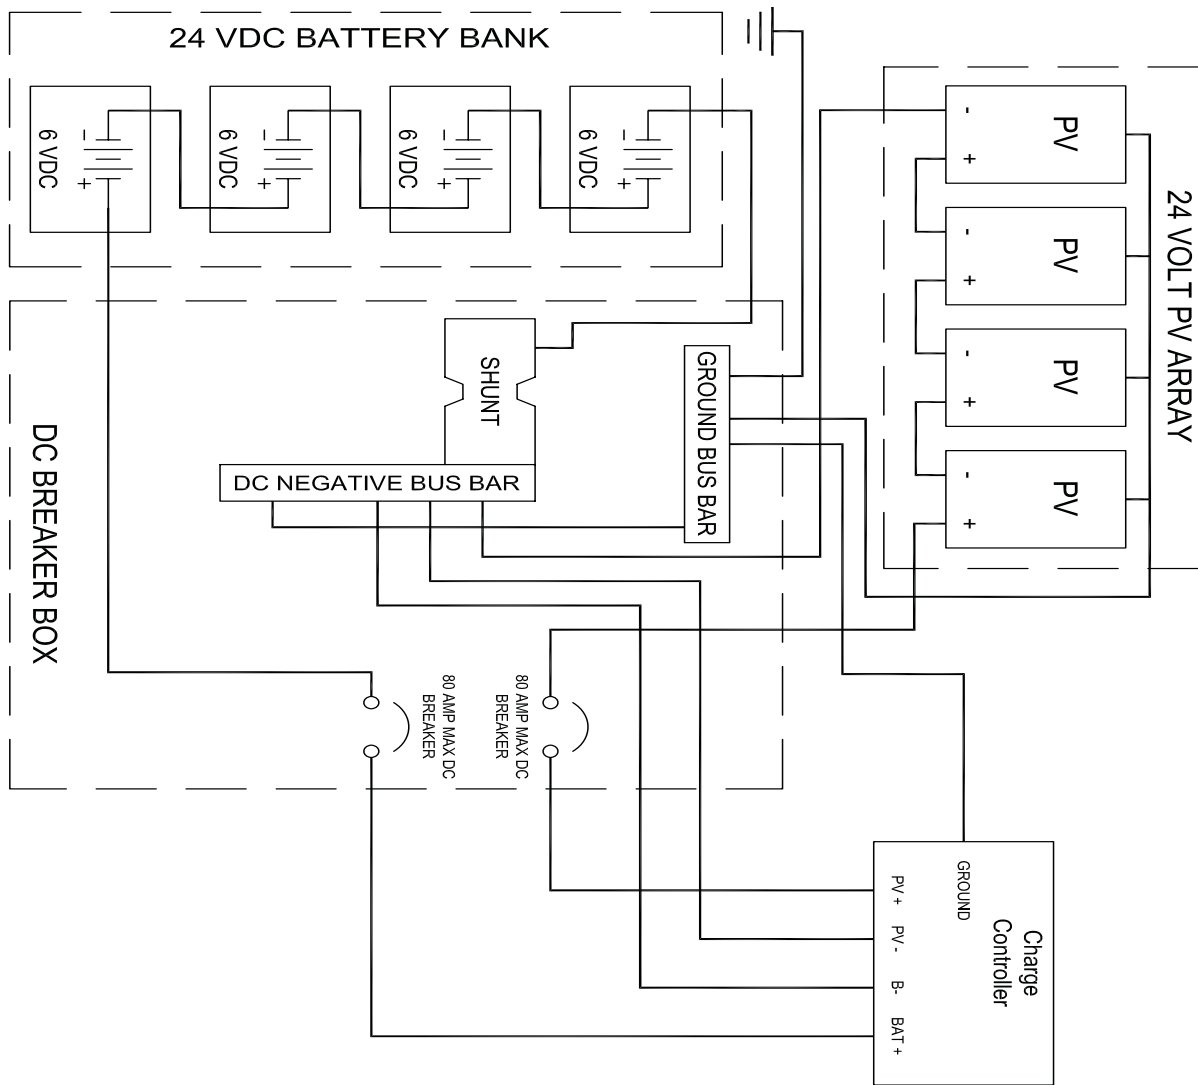 24 VDC BATTERY BANK
-
+
6 VDC
-
+
6 VDC
-
+
6 VDC
-
+
6 VDC
24 VOLT PV ARRAY
-
+
PV
-
+
PV
-
+
PV
-
+
PV
DC BREAKER BOX
SHUNT
DC NEGATIVE BUS BAR
GROUND BUS BAR
80 AMP MAX DC
BREAKER
80 AMP MAX DC
BREAKER
Charge
Controller
GROUND
PV +
PV -
B-
BAT +